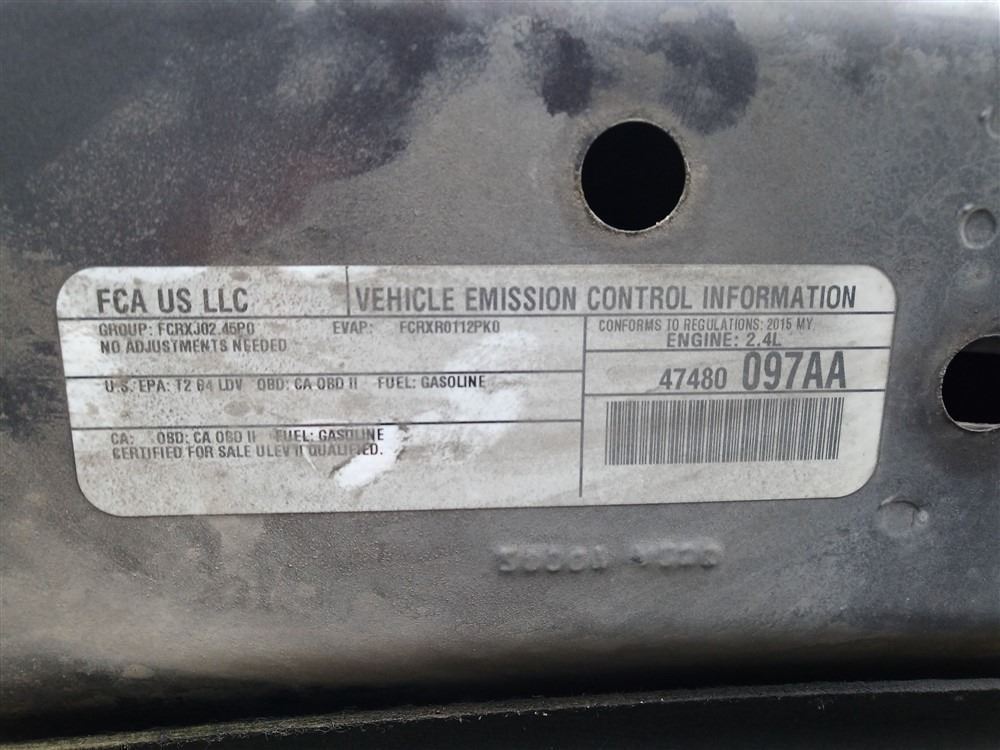 FCA US LLC
VEHICLE EMISSION CONTROL INFORMATION
GROUP: FCRXJ02.45P0 EVAP: FCRXR0112PK0
NO ADJUSTMENTS NEEDED
U.S. EPA: T2 B4 LDV OBD: CA OBD II FUEL: GASOLINE
CA: OBD: CA OBD II FUEL: GASOLINE
CERTIFIED FOR SALE ULEV II QUALIFIED.
CONFORMS TO REGULATIONS: 2015 MY
ENGINE: 2.4L
47480 097AA